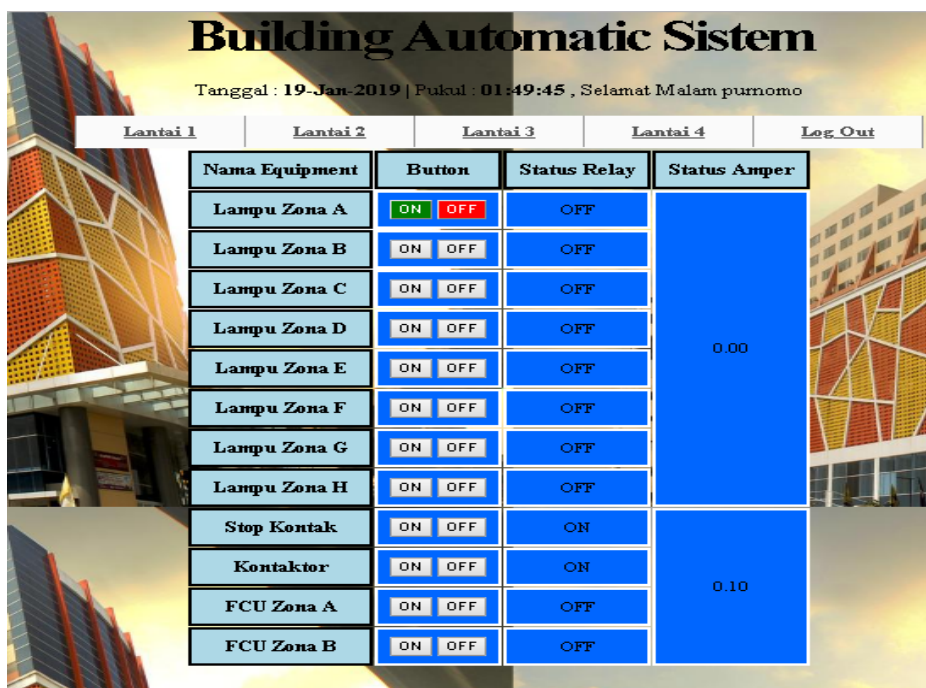 Building Automatic Sistem
Tanggal : 19-Jan-2019 | Pukul : 01:49:45 , Selamat Malam purnomo
Lantai 1 Lantai 2 Lantai 3 Lantai 4 Log Out
Nama Equipment Button Status Relay Status Amper
Lampu Zona A ON OFF OFF
Lampu Zona B ON OFF OFF
Lampu Zona C ON OFF OFF
Lampu Zona D ON OFF OFF
0.00
Lampu Zona E ON OFF OFF
Lampu Zona F ON OFF OFF
Lampu Zona G ON OFF OFF
Lampu Zona H ON OFF OFF
Stop Kontak ON OFF ON
Kontaktor ON OFF ON
0.10
FCU Zona A ON OFF OFF
FCU Zona B ON OFF OFF